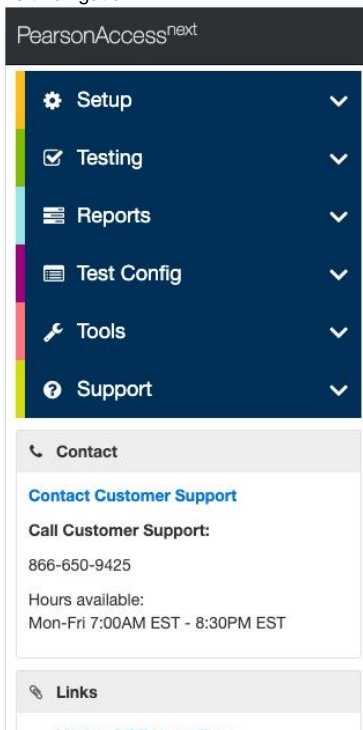 PearsonAccessnext
Setup
Testing
Reports
Test Config
Tools
Support
Contact
Contact Customer Support
Call Customer Support:
866-650-9425
Hours available:
Mon-Fri 7:00AM EST - 8:30PM EST
Links